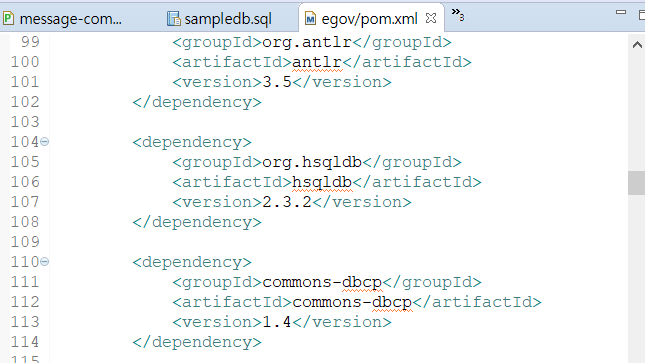 message-com... sampledb.sql egov/pom.xml »3
99 <groupId>org.antlr</groupId>
100 <artifactId>antlr</artifactId>
101 <version>3.5</version>
102 </dependency>
103
104 <dependency>
105 <groupId>org.hsqldb</groupId>
106 <artifactId>hsqldb</artifactId>
107 <version>2.3.2</version>
108 </dependency>
109
110 <dependency>
111 <groupId>commons-dbcp</groupId>
112 <artifactId>commons-dbcp</artifactId>
113 <version>1.4</version>
114 </dependency>
115